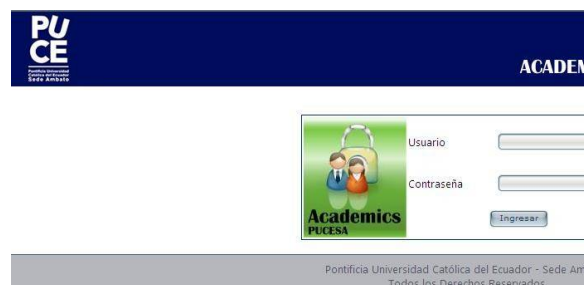 PU
CE
Pontificia Universidad
Católica del Ecuador
Sede Ambato
ACADEM
Usuario
Contraseña
Academics
PUCESA
Ingresar
Pontificia Universidad Católica del Ecuador - Sede Am
Todos los Derechos Reservados